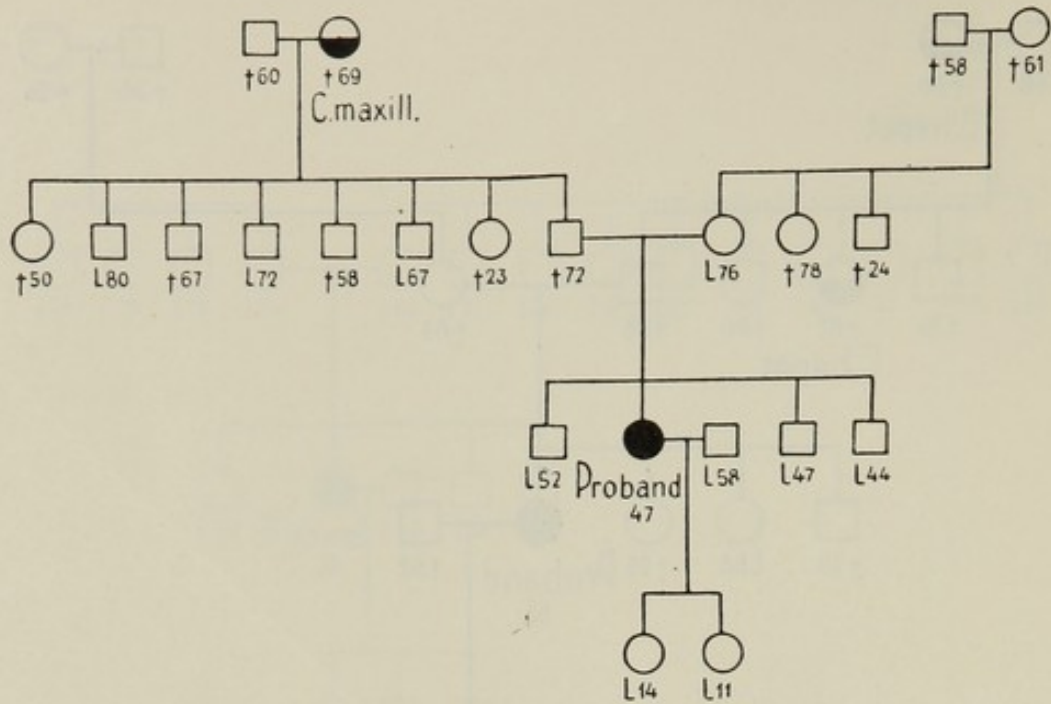 †60 †69 †58 †61
C.maxill.
†50 L80 †67 L72 †58 L67 †23 †72 L76 †78 †24
L52 Proband L58 L47 L44
47
L14 L11